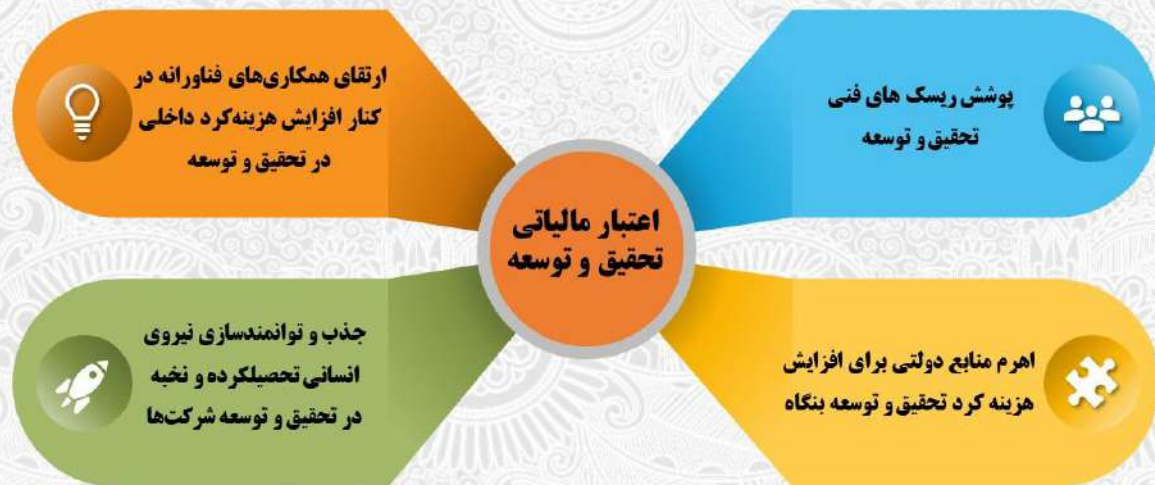 پوشش ریسک های فنی
تحقیق و توسعه
ارتقای همکاری‌های فناورانه در
کنار افزایش هزینه‌کرد داخلی
در تحقیق و توسعه
اعتبار مالیاتی
تحقیق و توسعه
اهرم منابع دولتی برای افزایش
هزینه کرد تحقیق و توسعه بنگاه
جذب و توانمندسازی نیروی
انسانی تحصیلکرده و نخبه
در تحقیق و توسعه شرکت‌ها